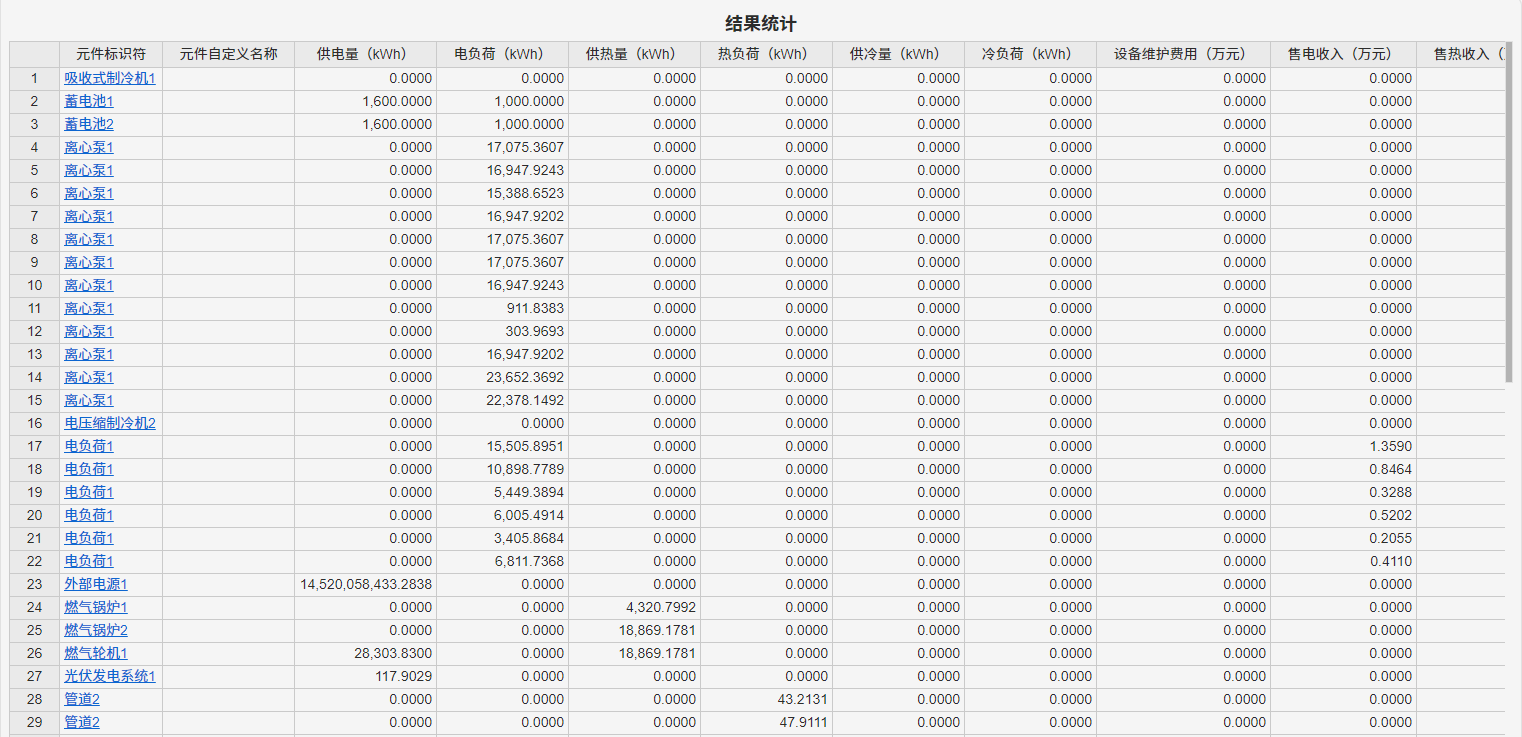 结果统计
元件标识符 元件自定义名称 供电量（kWh） 电负荷（kWh） 供热量（kWh） 热负荷（kWh） 供冷量（kWh） 冷负荷（kWh） 设备维护费用（万元） 售电收入（万元） 售热收入（
1 吸收式制冷机1 0.0000 0.0000 0.0000 0.0000 0.0000 0.0000 0.0000 0.0000
2 蓄电池1 1,600.0000 1,000.0000 0.0000 0.0000 0.0000 0.0000 0.0000 0.0000
3 蓄电池2 1,600.0000 1,000.0000 0.0000 0.0000 0.0000 0.0000 0.0000 0.0000
4 离心泵1 0.0000 17,075.3607 0.0000 0.0000 0.0000 0.0000 0.0000 0.0000
5 离心泵1 0.0000 16,947.9243 0.0000 0.0000 0.0000 0.0000 0.0000 0.0000
6 离心泵1 0.0000 15,388.6523 0.0000 0.0000 0.0000 0.0000 0.0000 0.0000
7 离心泵1 0.0000 16,947.9202 0.0000 0.0000 0.0000 0.0000 0.0000 0.0000
8 离心泵1 0.0000 17,075.3607 0.0000 0.0000 0.0000 0.0000 0.0000 0.0000
9 离心泵1 0.0000 17,075.3607 0.0000 0.0000 0.0000 0.0000 0.0000 0.0000
10 离心泵1 0.0000 16,947.9243 0.0000 0.0000 0.0000 0.0000 0.0000 0.0000
11 离心泵1 0.0000 911.8383 0.0000 0.0000 0.0000 0.0000 0.0000 0.0000
12 离心泵1 0.0000 303.9693 0.0000 0.0000 0.0000 0.0000 0.0000 0.0000
13 离心泵1 0.0000 16,947.9202 0.0000 0.0000 0.0000 0.0000 0.0000 0.0000
14 离心泵1 0.0000 23,652.3692 0.0000 0.0000 0.0000 0.0000 0.0000 0.0000
15 离心泵1 0.0000 22,378.1492 0.0000 0.0000 0.0000 0.0000 0.0000 0.0000
16 电压缩制冷机2 0.0000 0.0000 0.0000 0.0000 0.0000 0.0000 0.0000 0.0000
17 电负荷1 0.0000 15,505.8951 0.0000 0.0000 0.0000 0.0000 0.0000 1.3590
18 电负荷1 0.0000 10,898.7789 0.0000 0.0000 0.0000 0.0000 0.0000 0.8464
19 电负荷1 0.0000 5,449.3894 0.0000 0.0000 0.0000 0.0000 0.0000 0.3288
20 电负荷1 0.0000 6,005.4914 0.0000 0.0000 0.0000 0.0000 0.0000 0.5202
21 电负荷1 0.0000 3,405.8684 0.0000 0.0000 0.0000 0.0000 0.0000 0.2055
22 电负荷1 0.0000 6,811.7368 0.0000 0.0000 0.0000 0.0000 0.0000 0.4110
23 外部电源1 14,520,058,433.2838 0.0000 0.0000 0.0000 0.0000 0.0000 0.0000 0.0000
24 燃气锅炉1 0.0000 0.0000 4,320.7992 0.0000 0.0000 0.0000 0.0000 0.0000
25 燃气锅炉2 0.0000 0.0000 18,869.1781 0.0000 0.0000 0.0000 0.0000 0.0000
26 燃气轮机1 28,303.8300 0.0000 18,869.1781 0.0000 0.0000 0.0000 0.0000 0.0000
27 光伏发电系统1 117.9029 0.0000 0.0000 0.0000 0.0000 0.0000 0.0000 0.0000
28 管道2 0.0000 0.0000 0.0000 43.2131 0.0000 0.0000 0.0000 0.0000
29 管道2 0.0000 0.0000 0.0000 47.9111 0.0000 0.0000 0.0000 0.0000